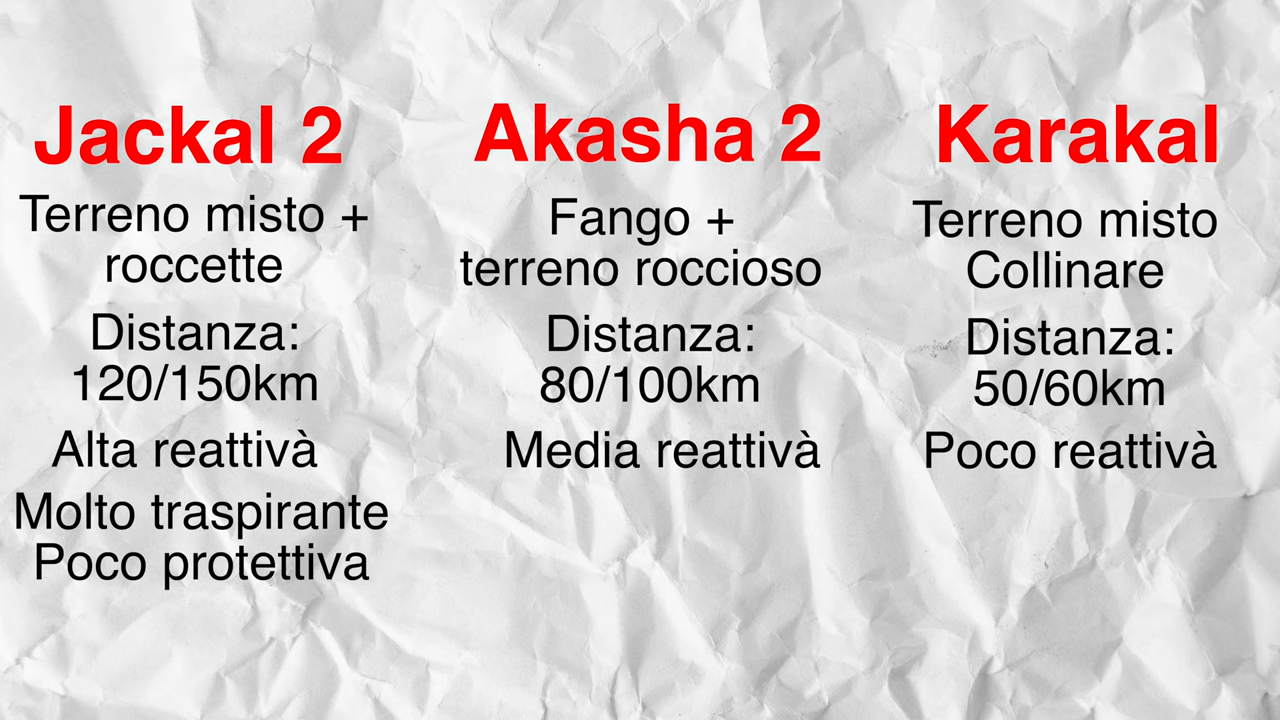 Jackal 2
Terreno misto +
roccette
Distanza:
120/150km
Alta reattivà
Molto traspirante
Poco protettiva
Akasha 2
Fango +
terreno roccioso
Distanza:
80/100km
Media reattivà
Karakal
Terreno misto
Collinare
Distanza:
50/60km
Poco reattivà